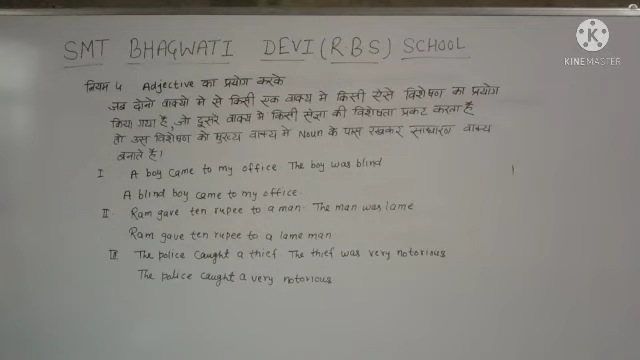 SMT BHAGWATI DEVI (R.B.S) SCHOOL
K
KINEMASTER
नियम 4 Adjective का प्रयोग करके
जब दोनो वाक्यो मे से किसी एक वाक्य मे किसी ऐसे विशेषण का प्रयोग
किया गया है, जो दूसरे वाक्य मे किसी संज्ञा की विशेषता प्रकट करता है
तो उस विशेषण को मुख्य वाक्य मे Noun के पास रखकर साधारण वाक्य
बनाते है।
I A boy came to my office. The boy was blind
A blind boy came to my office.
II Ram gave ten rupee to a man. The man was lame
Ram gave ten rupee to a lame man.
III The police caught a thief. The thief was very notorious
The police caught a very notorious